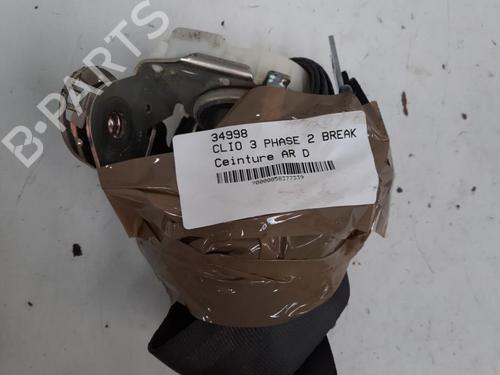 B-PARTS
34998
CLIO 3 PHASE 2 BREAK
Ceinture AR D